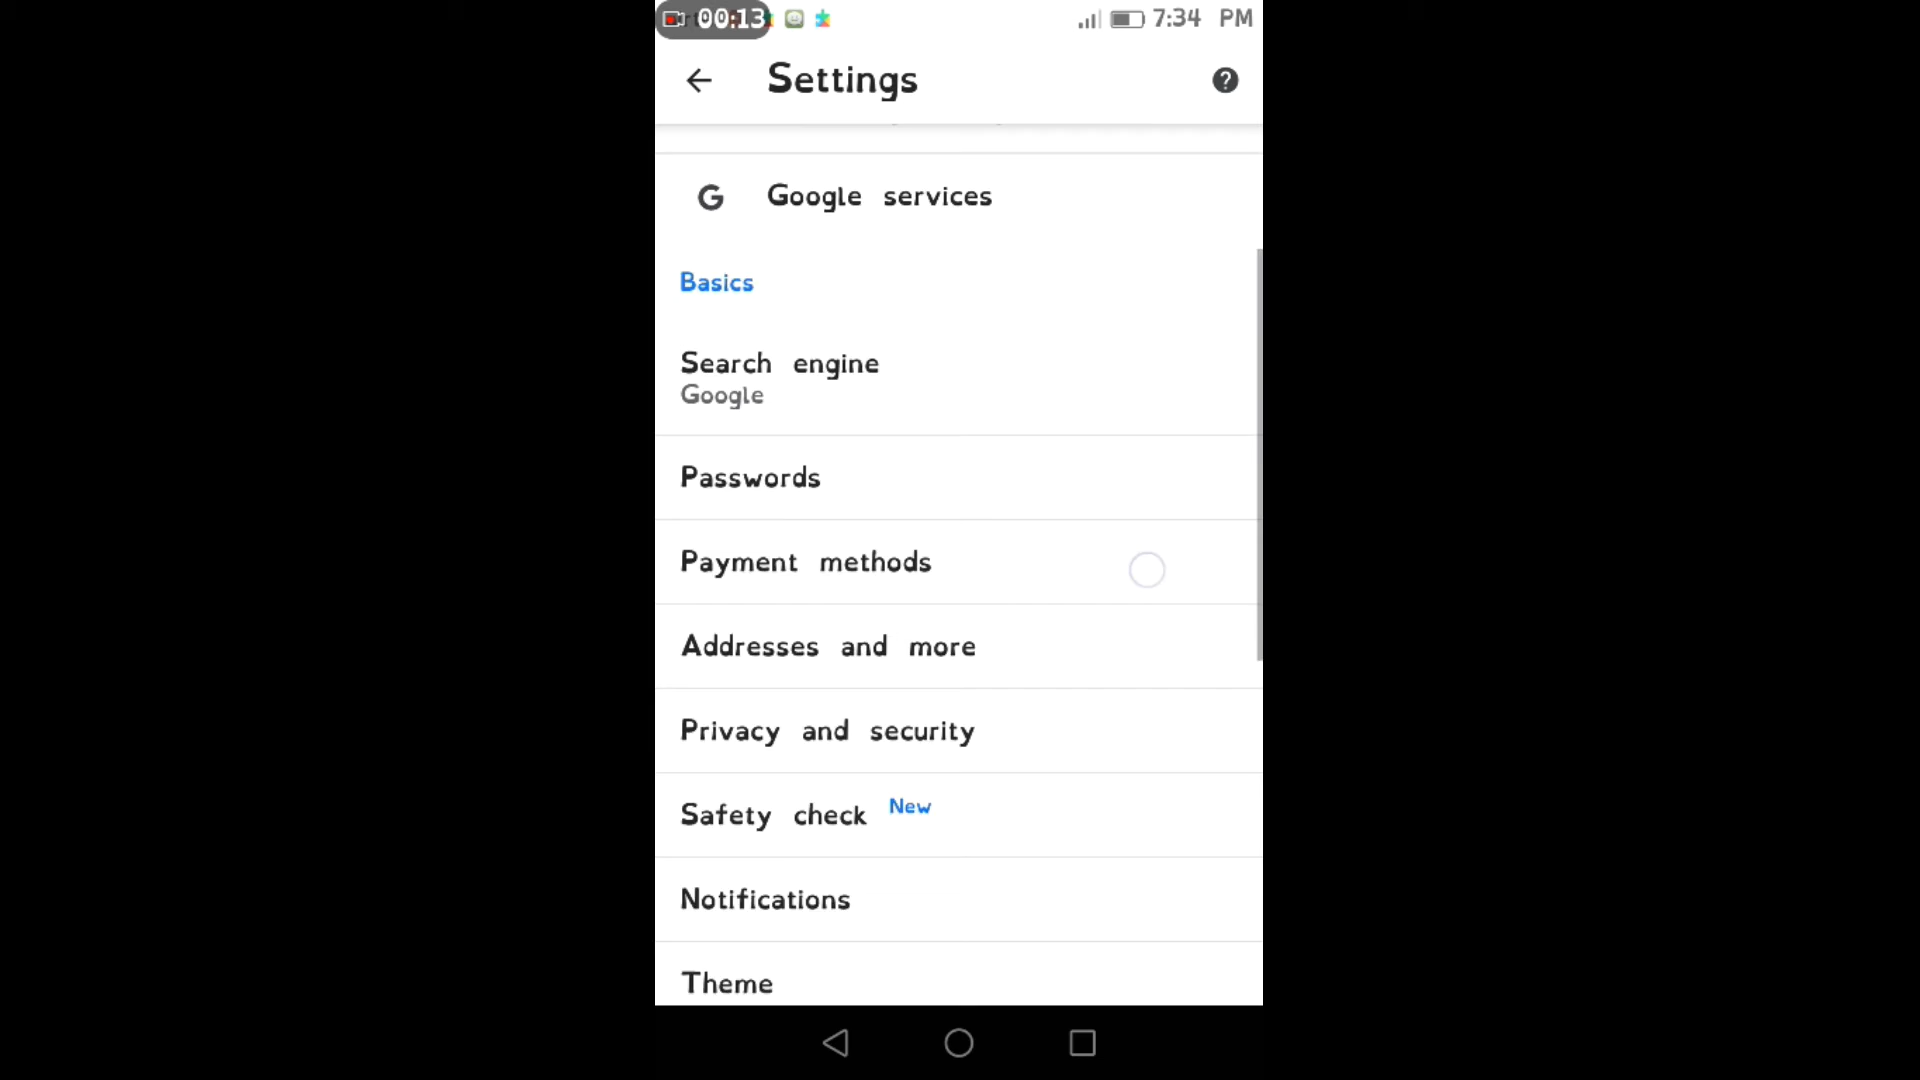 00:13
7:34 PM
Settings
Google services
Basics
Search engine
Google
Passwords
Payment methods
Addresses and more
Privacy and security
Safety check New
Notifications
Theme